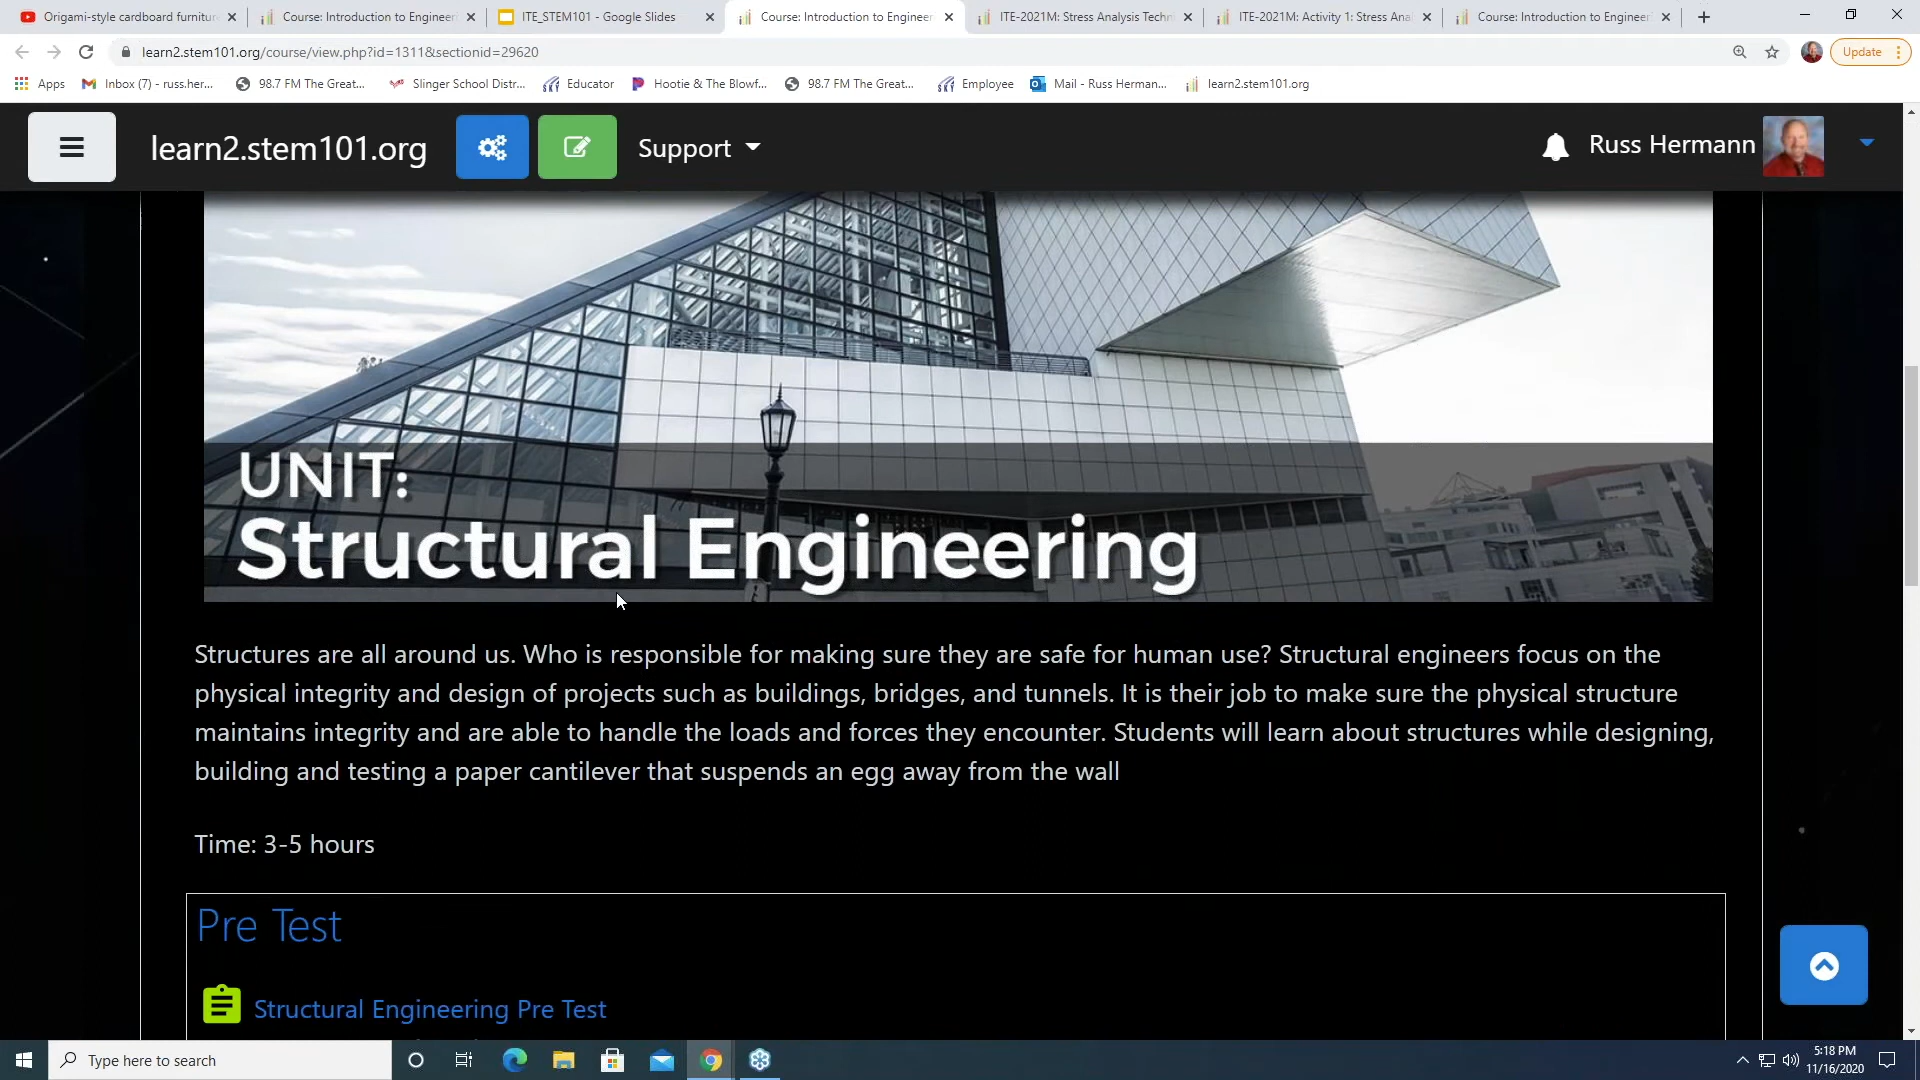 Origami-style cardboard furnitur
Course: Introduction to Engineeri
ITE_STEM101 - Google Slides
Course: Introduction to Engineer
ITE-2021M: Stress Analysis Techn
ITE-2021M: Activity 1: Stress Ana
Course: Introduction to Engineer
learn2.stem101.org/course/view.php?id=1311&sectionid=29620
Update
Apps
Inbox (7) - russ.her...
98.7 FM The Great...
Slinger School Distr...
Educator
Hootie & The Blowf...
98.7 FM The Great...
Employee
Mail - Russ Herman...
learn2.stem101.org
learn2.stem101.org
Support
Russ Hermann
UNIT:
Structural Engineering
Structures are all around us. Who is responsible for making sure they are safe for human use? Structural engineers focus on the
physical integrity and design of projects such as buildings, bridges, and tunnels. It is their job to make sure the physical structure
maintains integrity and are able to handle the loads and forces they encounter. Students will learn about structures while designing,
building and testing a paper cantilever that suspends an egg away from the wall
Time: 3-5 hours
Pre Test
Structural Engineering Pre Test
Type here to search
5:18 PM
11/16/2020